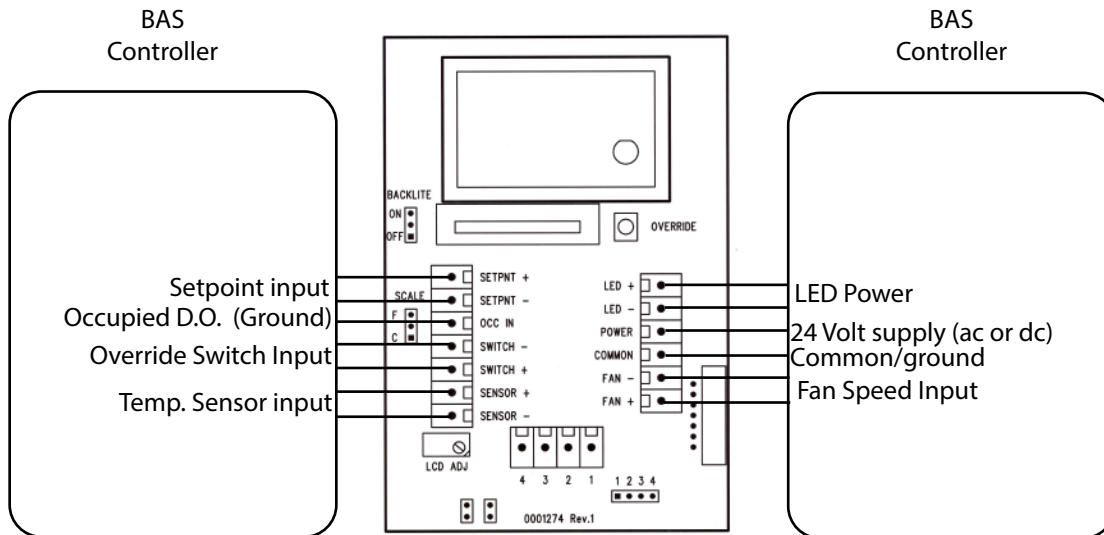 BAS
Controller
BAS
Controller
BACKLITE
ON
OFF
OVERRIDE
Setpoint input
Occupied D.O. (Ground)
Override Switch Input
Temp. Sensor input
SCALE
F
C
SETPNT +
SETPNT -
OCC IN
SWITCH -
SWITCH +
SENSOR +
SENSOR -
LED +
LED -
POWER
COMMON
FAN -
FAN +
LED Power
24 Volt supply (ac or dc)
Common/ground
Fan Speed Input
LCD ADJ
4 3 2 1
1 2 3 4
0001274 Rev.1